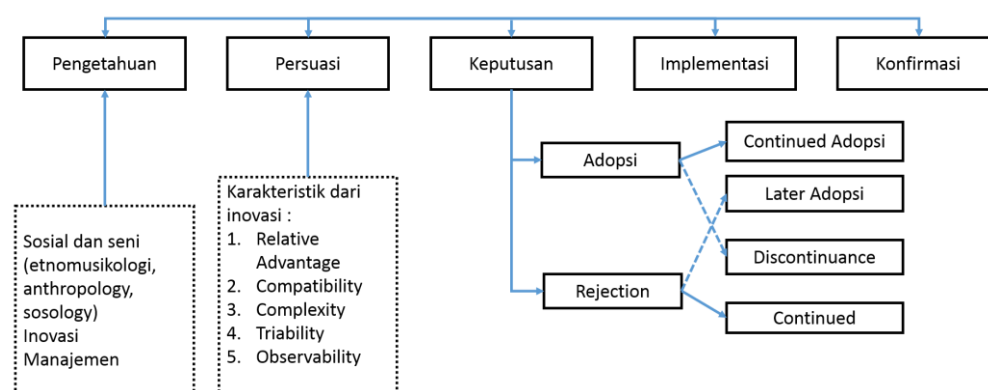 Pengetahuan
Persuasi
Keputusan
Implementasi
Konfirmasi
Sosial dan seni
(etnomusikologi,
anthropology,
sosology)
Inovasi
Manajemen
Karakteristik dari
inovasi :
1. Relative
Advantage
2. Compatibility
3. Complexity
4. Triability
5. Observability
Adopsi
Rejection
Continued Adopsi
Later Adopsi
Discontinuance
Continued